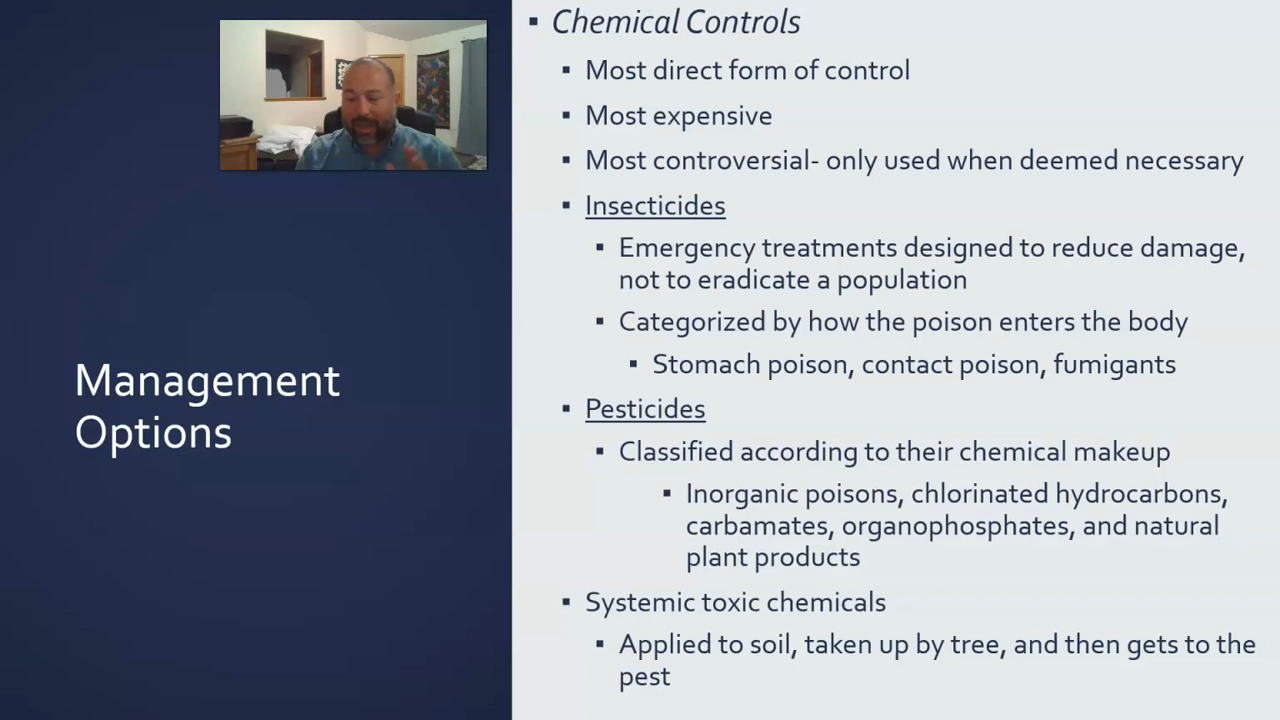 Management
Options
▪ Chemical Controls
▪ Most direct form of control
▪ Most expensive
▪ Most controversial- only used when deemed necessary
▪ Insecticides
▪ Emergency treatments designed to reduce damage,
not to eradicate a population
▪ Categorized by how the poison enters the body
▪ Stomach poison, contact poison, fumigants
▪ Pesticides
▪ Classified according to their chemical makeup
▪ Inorganic poisons, chlorinated hydrocarbons,
carbamates, organophosphates, and natural
plant products
▪ Systemic toxic chemicals
▪ Applied to soil, taken up by tree, and then gets to the
pest